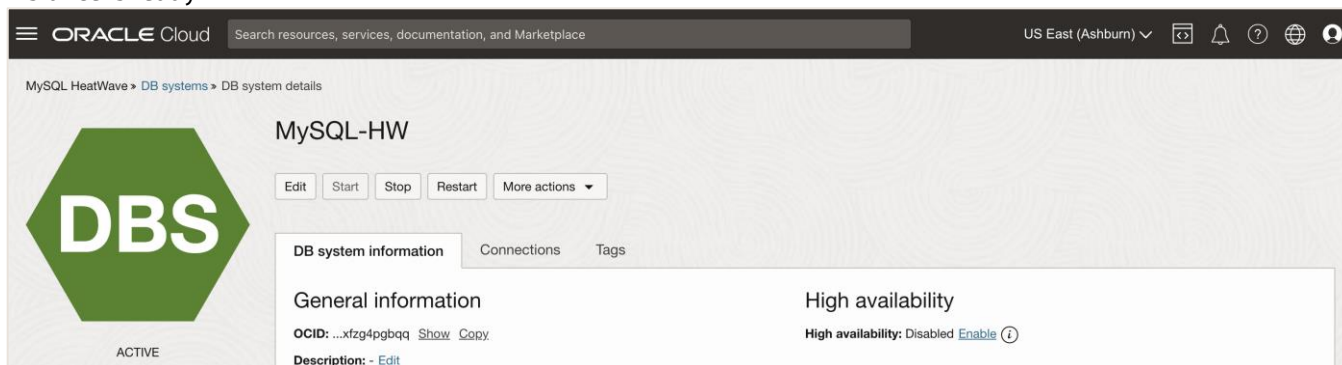 ORACLE Cloud Search resources, services, documentation, and Marketplace US East (Ashburn)
MySQL HeatWave » DB systems » DB system details
MySQL-HW
Edit Start Stop Restart More actions
DBS
DB system information Connections Tags
General information High availability
OCID: ...xfzg4pgbqq Show Copy High availability: Disabled Enable
ACTIVE
Description: - Edit